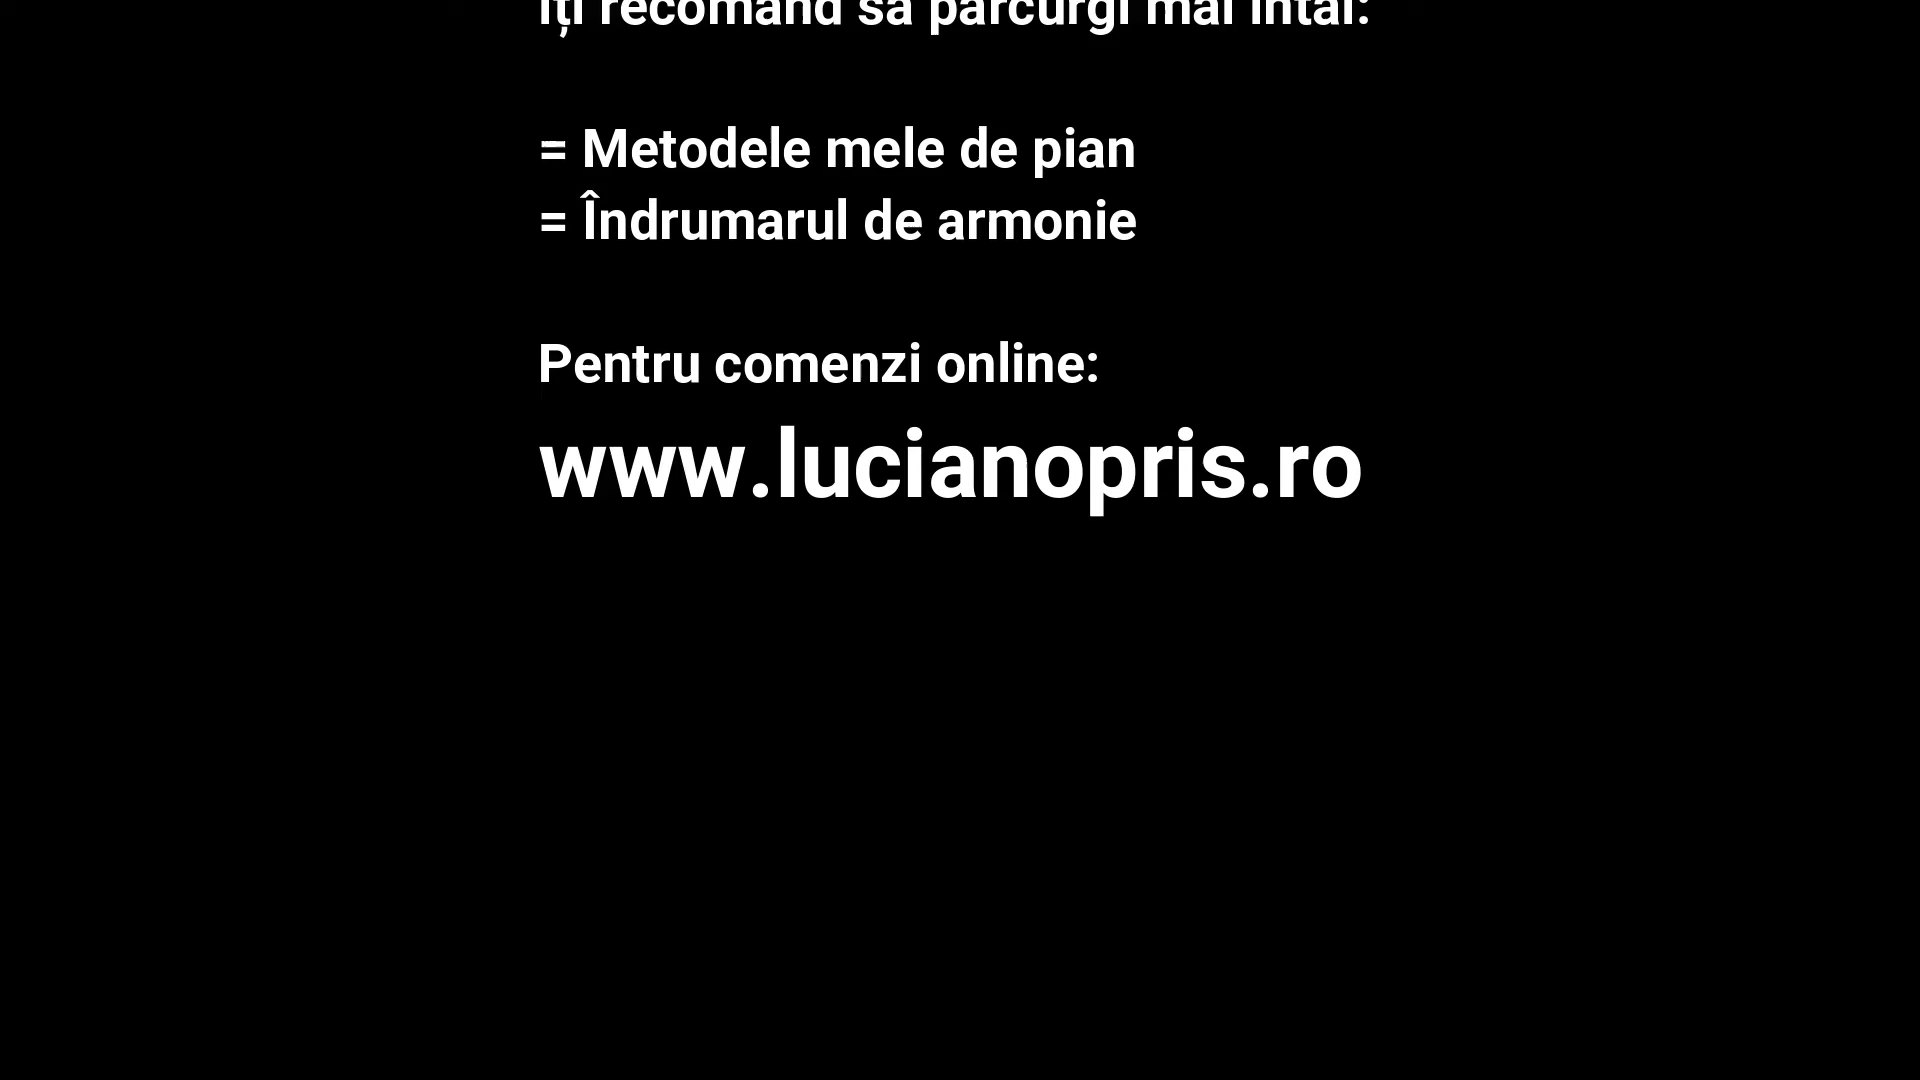 Îți recomand să parcurgi mai întâi:
= Metodele mele de pian
= Îndrumarul de armonie
Pentru comenzi online:
www.lucianopris.ro